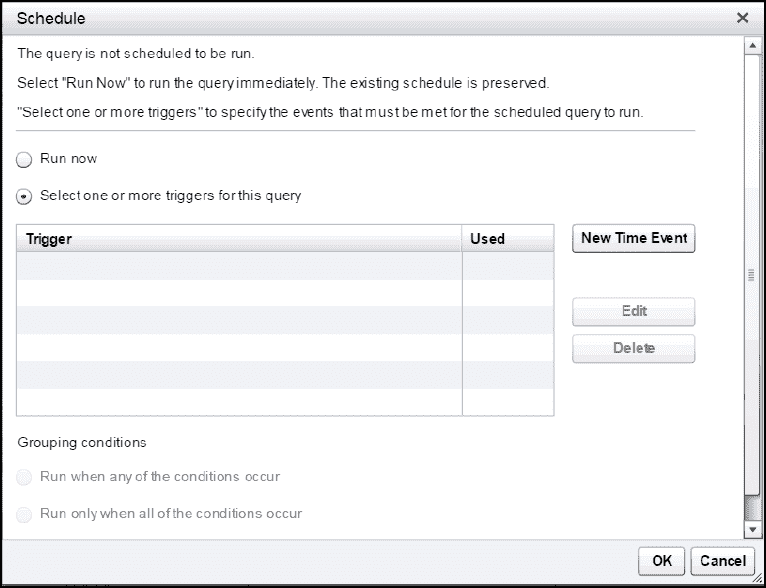 Schedule
The query is not scheduled to be run.
Select "Run Now" to run the query immediately. The existing schedule is preserved.
"Select one or more triggers" to specify the events that must be met for the scheduled query to run.
Run now
Select one or more triggers for this query
Trigger Used
New Time Event
Edit
Delete
Grouping conditions
Run when any of the conditions occur
Run only when all of the conditions occur
OK Cancel